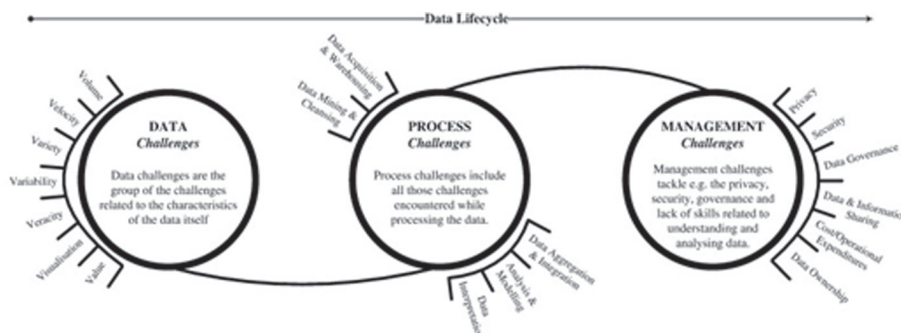 Data Lifecycle
Volume
Velocity
Variety
Variability
Veracity
Visualisation
Value
DATA
Challenges
Data challenges are the
group of the challenges
related to the characteristics
of the data itself
Data Acquisition
& Warehousing
Data Mining &
Cleansing
PROCESS
Challenges
Process challenges include
all those challenges
encountered while
processing the data.
Data Aggregation
& Integration
Analysis &
Modelling
Data
Interpretation
MANAGEMENT
Challenges
Management challenges
tackle e.g. the privacy,
security, governance and
lack of skills related to
understanding and
analysing data.
Privacy
Security
Data Governance
Data & Information
Sharing
Cost/Operational
Expenditures
Data Ownership